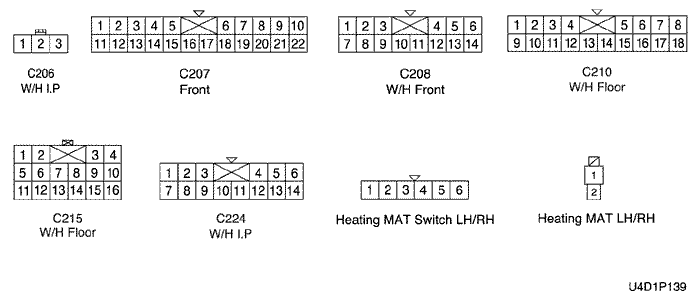 1 2 3
C206
W/H I.P
1 2 3 4 5 6 7 8 9 10
11 12 13 14 15 16 17 18 19 20 21 22
C207
Front
1 2 3 4 5 6
7 8 9 10 11 12 13 14
C208
W/H Front
1 2 3 4 5 6 7 8
9 10 11 12 13 14 15 16 17 18
C210
W/H Floor
1 2 3 4
5 6 7 8 9 10
11 12 13 14 15 16
C215
W/H Floor
1 2 3 4 5 6
7 8 9 10 11 12 13 14
C224
W/H I.P
1 2 3 4 5 6
Heating MAT Switch LH/RH
1
2
Heating MAT LH/RH
U4D1P139